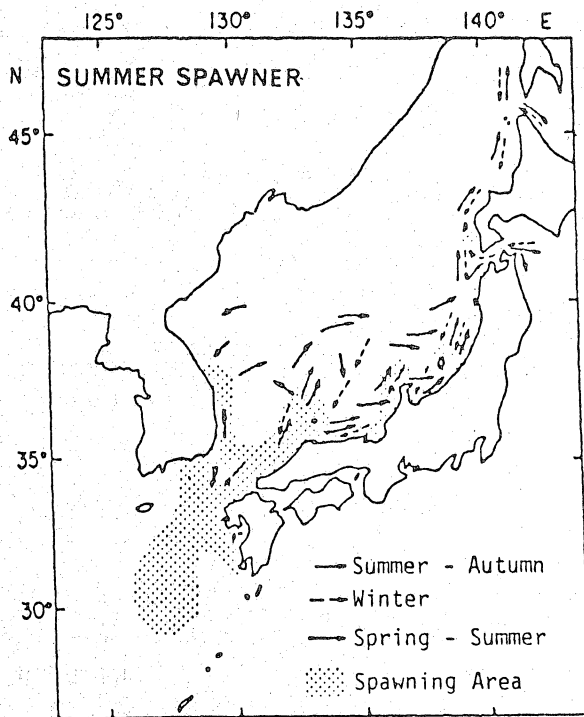 125° 130° 135° 140° E
N SUMMER SPAWNER
45°
40°
35°
30°
Summer - Autumn
Winter
Spring - Summer
Spawning Area